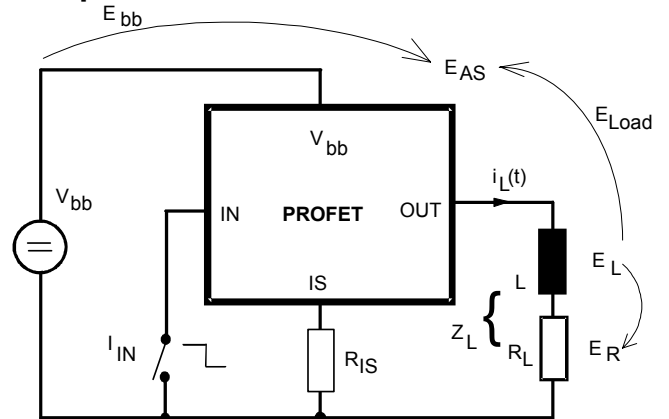 E bb
E AS
E Load
V bb
V bb
i L (t)
IN
PROFET
OUT
IS
L
E L
Z L {
I IN
R IS
R L
E R